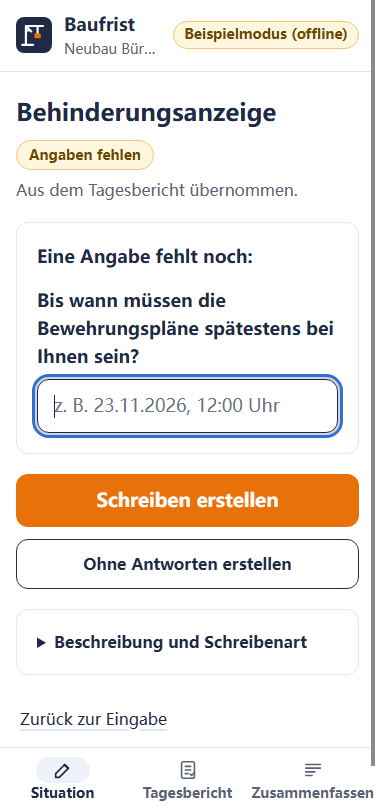 Baufrist
Neubau Bür...
Beispielmodus (offline)
Behinderungsanzeige
Angaben fehlen
Aus dem Tagesbericht übernommen.
Eine Angabe fehlt noch:
Bis wann müssen die
Bewehrungspläne spätestens bei
Ihnen sein?
z. B. 23.11.2026, 12:00 Uhr
Schreiben erstellen
Ohne Antworten erstellen
Beschreibung und Schreibenart
Zurück zur Eingabe
Situation
Tagesbericht
Zusammenfassen